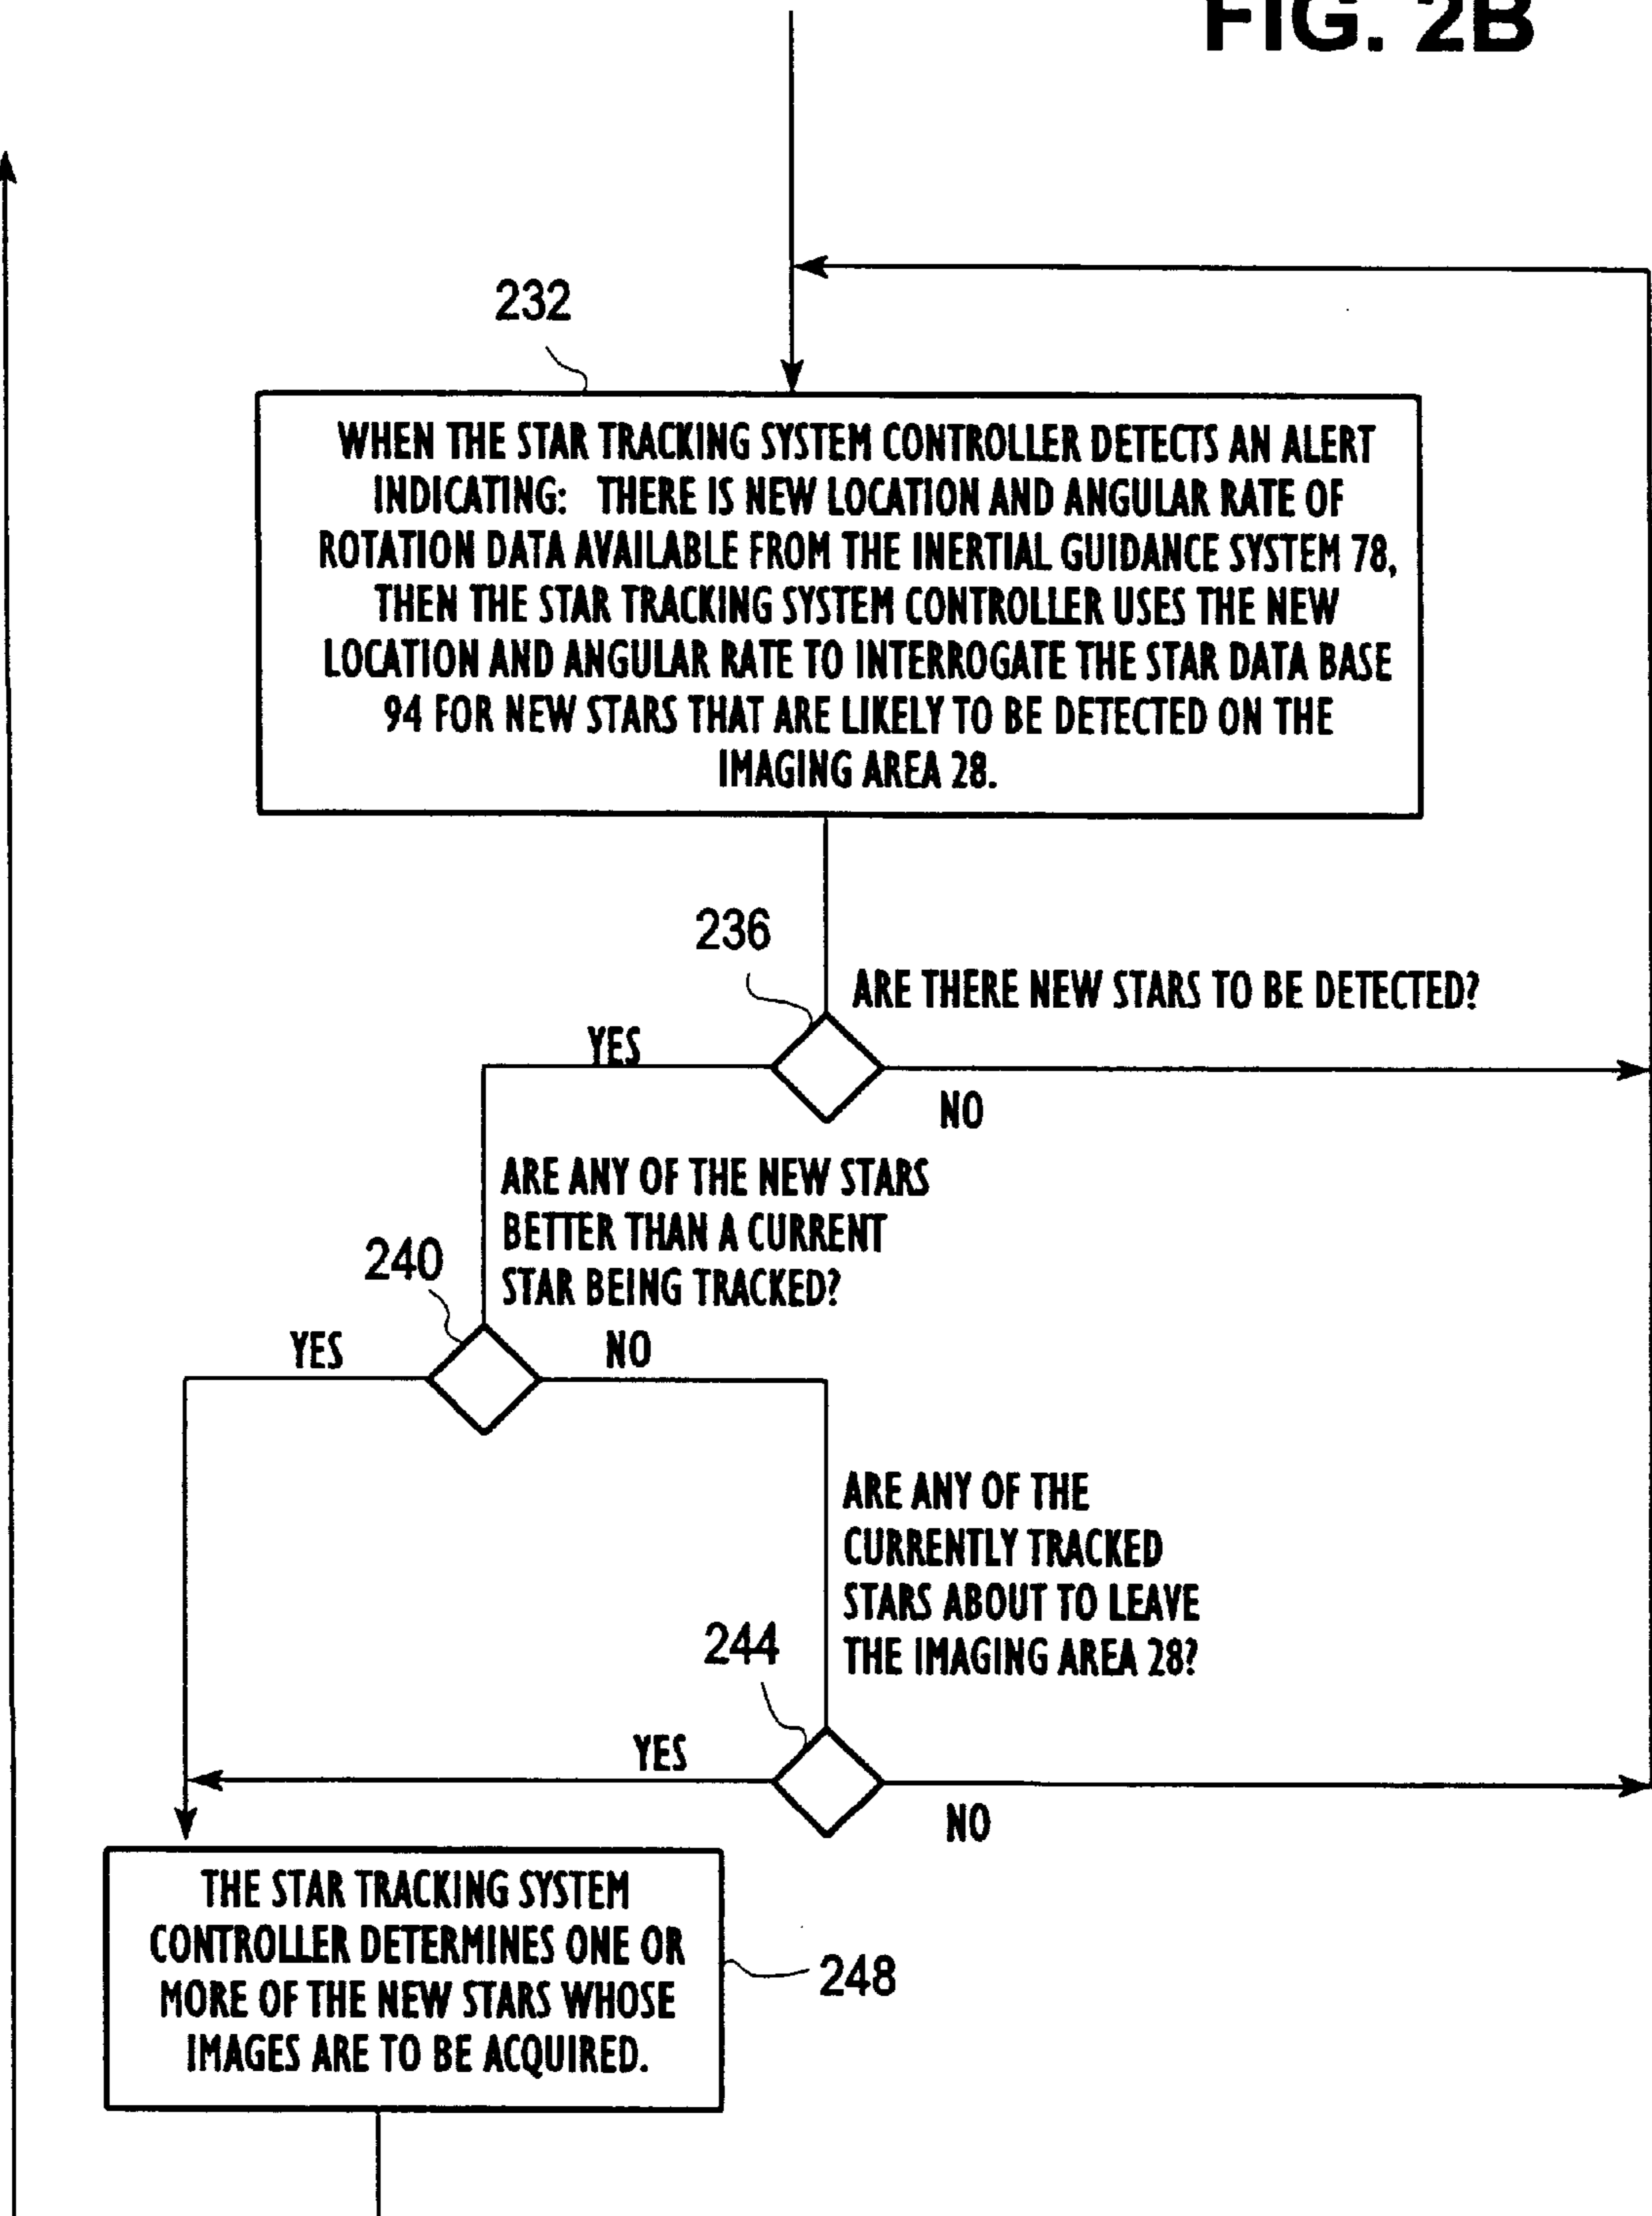 FIG. 2B
232
WHEN THE STAR TRACKING SYSTEM CONTROLLER DETECTS AN ALERT
INDICATING: THERE IS NEW LOCATION AND ANGULAR RATE OF
ROTATION DATA AVAILABLE FROM THE INERTIAL GUIDANCE SYSTEM 78,
THEN THE STAR TRACKING SYSTEM CONTROLLER USES THE NEW
LOCATION AND ANGULAR RATE TO INTERROGATE THE STAR DATA BASE
94 FOR NEW STARS THAT ARE LIKELY TO BE DETECTED ON THE
IMAGING AREA 28.
236
ARE THERE NEW STARS TO BE DETECTED?
YES
NO
ARE ANY OF THE NEW STARS
BETTER THAN A CURRENT
STAR BEING TRACKED?
240
YES
NO
ARE ANY OF THE
CURRENTLY TRACKED
STARS ABOUT TO LEAVE
THE IMAGING AREA 28?
244
YES
NO
THE STAR TRACKING SYSTEM
CONTROLLER DETERMINES ONE OR
MORE OF THE NEW STARS WHOSE
IMAGES ARE TO BE ACQUIRED.
248